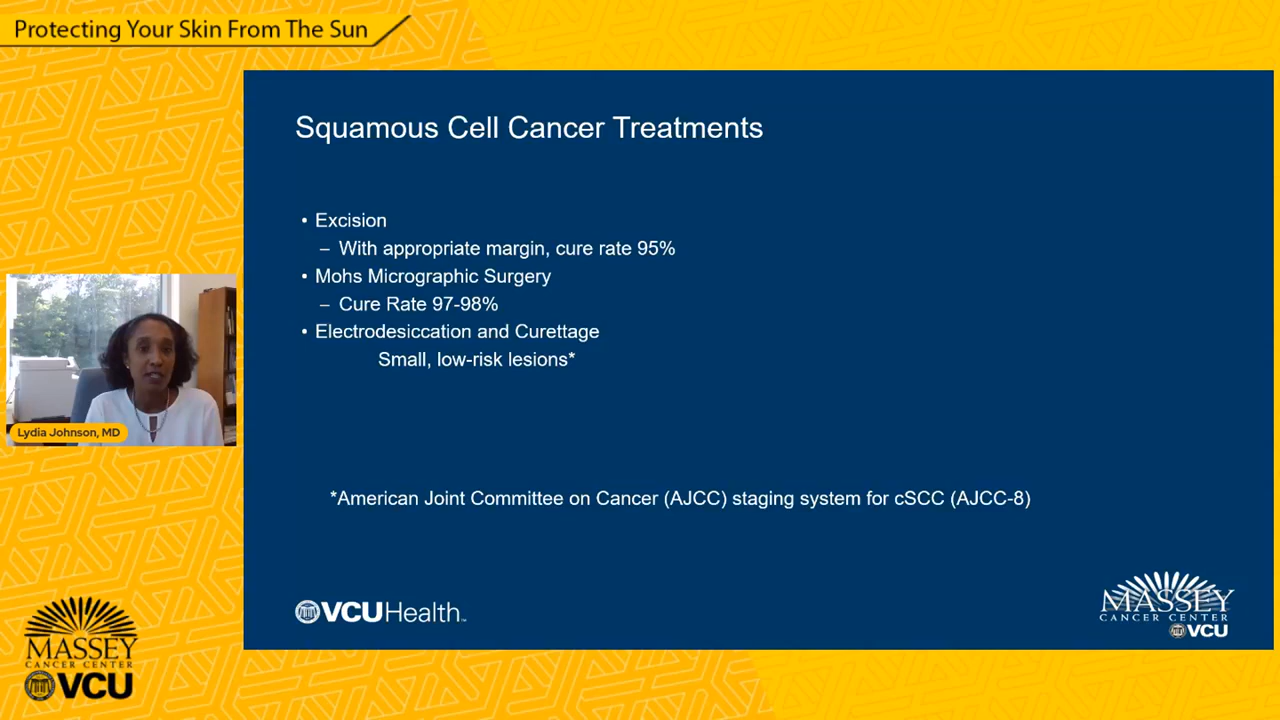 Protecting Your Skin From The Sun
Squamous Cell Cancer Treatments
• Excision
– With appropriate margin, cure rate 95%
• Mohs Micrographic Surgery
– Cure Rate 97-98%
• Electrodesiccation and Curettage
Small, low-risk lesions*
Lydia Johnson, MD
*American Joint Committee on Cancer (AJCC) staging system for cSCC (AJCC-8)
VCUHealth™
MASSEY
CANCER CENTER
VCU
MASSEY
CANCER CENTER
VCU